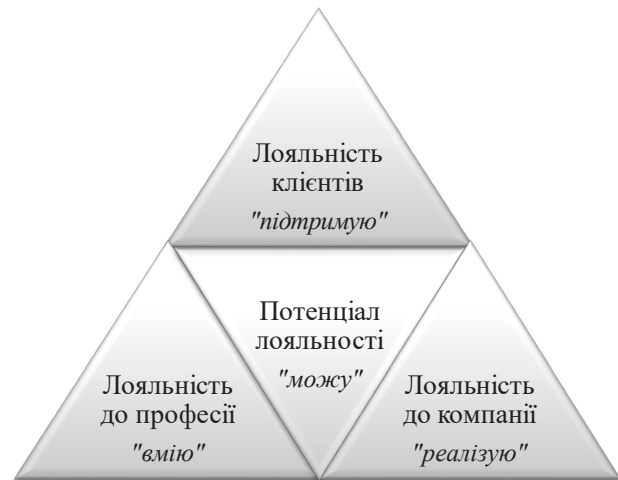 Лояльність
клієнтів
"підтримую"
Потенціал
лояльності
"можу"
Лояльність
до професії
"вмію"
Лояльність
до компанії
"реалізую"